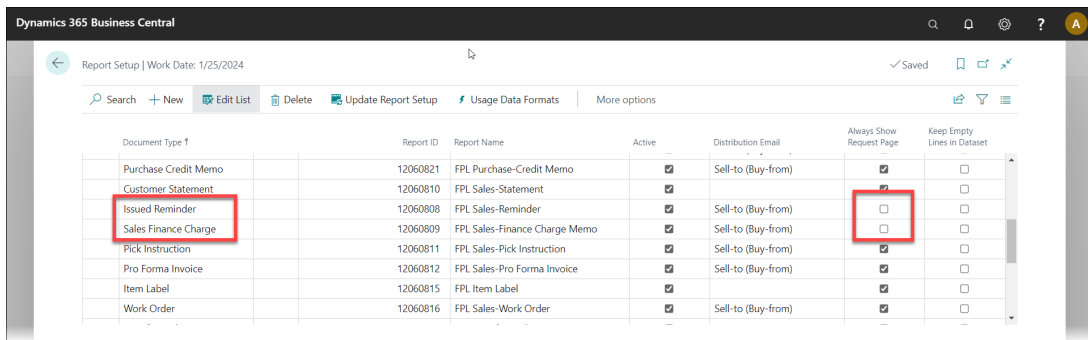 Dynamics 365 Business Central
?
A
Report Setup | Work Date: 1/25/2024
Saved
Search
New
Edit List
Delete
Update Report Setup
Usage Data Formats
More options
Document Type ↑
Report ID
Report Name
Active
Distribution Email
Always Show
Request Page
Keep Empty
Lines in Dataset
Purchase Credit Memo 12060821 FPL Purchase-Credit Memo Sell-to (Buy-from)
Customer Statement 12060810 FPL Sales-Statement
Issued Reminder 12060808 FPL Sales-Reminder Sell-to (Buy-from)
Sales Finance Charge 12060809 FPL Sales-Finance Charge Memo Sell-to (Buy-from)
Pick Instruction 12060811 FPL Sales-Pick Instruction Sell-to (Buy-from)
Pro Forma Invoice 12060812 FPL Sales-Pro Forma Invoice Sell-to (Buy-from)
Item Label 12060815 FPL Item Label
Work Order 12060816 FPL Sales-Work Order Sell-to (Buy-from)